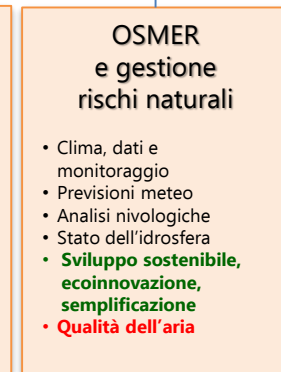 OSMER
e gestione
rischi naturali
• Clima, dati e
monitoraggio
• Previsioni meteo
• Analisi nivologiche
• Stato dell'idrosfera
• Sviluppo sostenibile,
ecoinnovazione,
semplificazione
• Qualità dell'aria